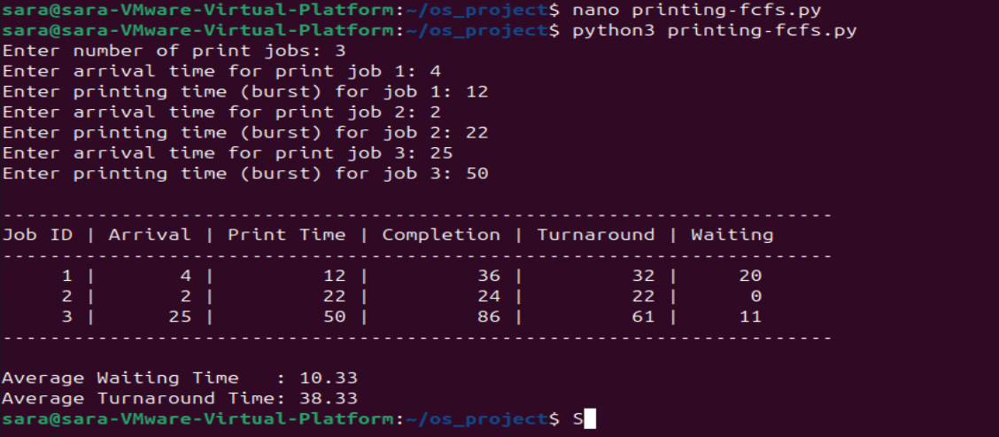 sara@sara-VMware-Virtual-Platform:~/os_project$ nano printing-fcfs.py
sara@sara-VMware-Virtual-Platform:~/os_project$ python3 printing-fcfs.py
Enter number of print jobs: 3
Enter arrival time for print job 1: 4
Enter printing time (burst) for job 1: 12
Enter arrival time for print job 2: 2
Enter printing time (burst) for job 2: 22
Enter arrival time for print job 3: 25
Enter printing time (burst) for job 3: 50

----------------------------------------------------------------------
Job ID | Arrival | Print Time | Completion | Turnaround | Waiting
----------------------------------------------------------------------
     1 |       4 |         12 |         36 |         32 |     20
     2 |       2 |         22 |         24 |         22 |      0
     3 |      25 |         50 |         86 |         61 |     11
----------------------------------------------------------------------

Average Waiting Time   : 10.33
Average Turnaround Time: 38.33
sara@sara-VMware-Virtual-Platform:~/os_project$ S